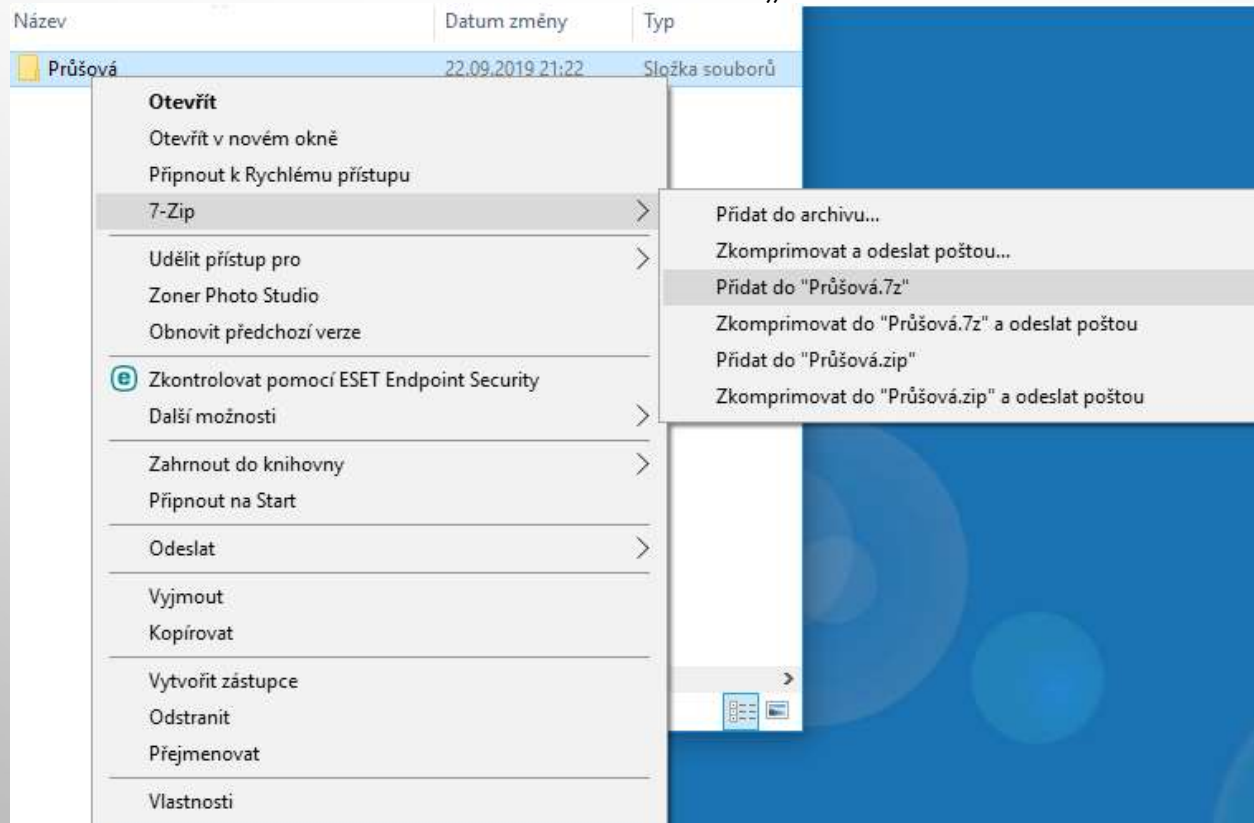 Název Datum změny Typ
Průšová 22.09.2019 21:22 Složka souborů
Otevřít
Otevřít v novém okně
Připnout k Rychlému přístupu
7-Zip
Udělit přístup pro
Zoner Photo Studio
Obnovit předchozí verze
Zkontrolovat pomocí ESET Endpoint Security
Další možnosti
Zahrnout do knihovny
Připnout na Start
Odeslat
Vyjmout
Kopírovat
Vytvořit zástupce
Odstranit
Přejmenovat
Vlastnosti
Přidat do archivu...
Zkomprimovat a odeslat poštou...
Přidat do "Průšová.7z"
Zkomprimovat do "Průšová.7z" a odeslat poštou
Přidat do "Průšová.zip"
Zkomprimovat do "Průšová.zip" a odeslat poštou